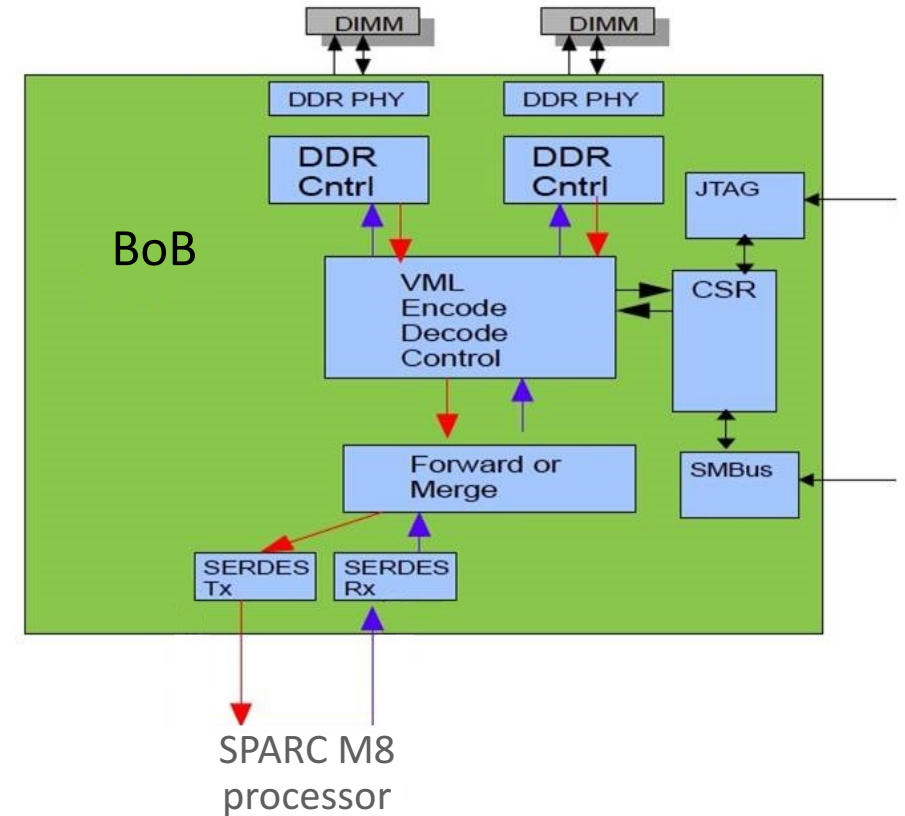 DIMM
DIMM
DDR PHY
DDR PHY
DDR
Cntrl
DDR
Cntrl
JTAG
BoB
VML
Encode
Decode
Control
CSR
Forward or
Merge
SMBus
SERDES
Tx
SERDES
Rx
SPARC M8
processor